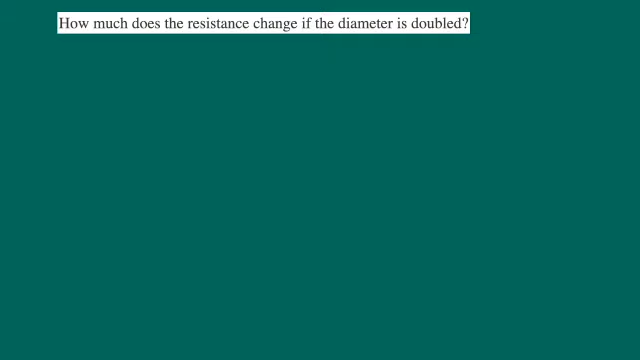 How much does the resistance change if the diameter is doubled?